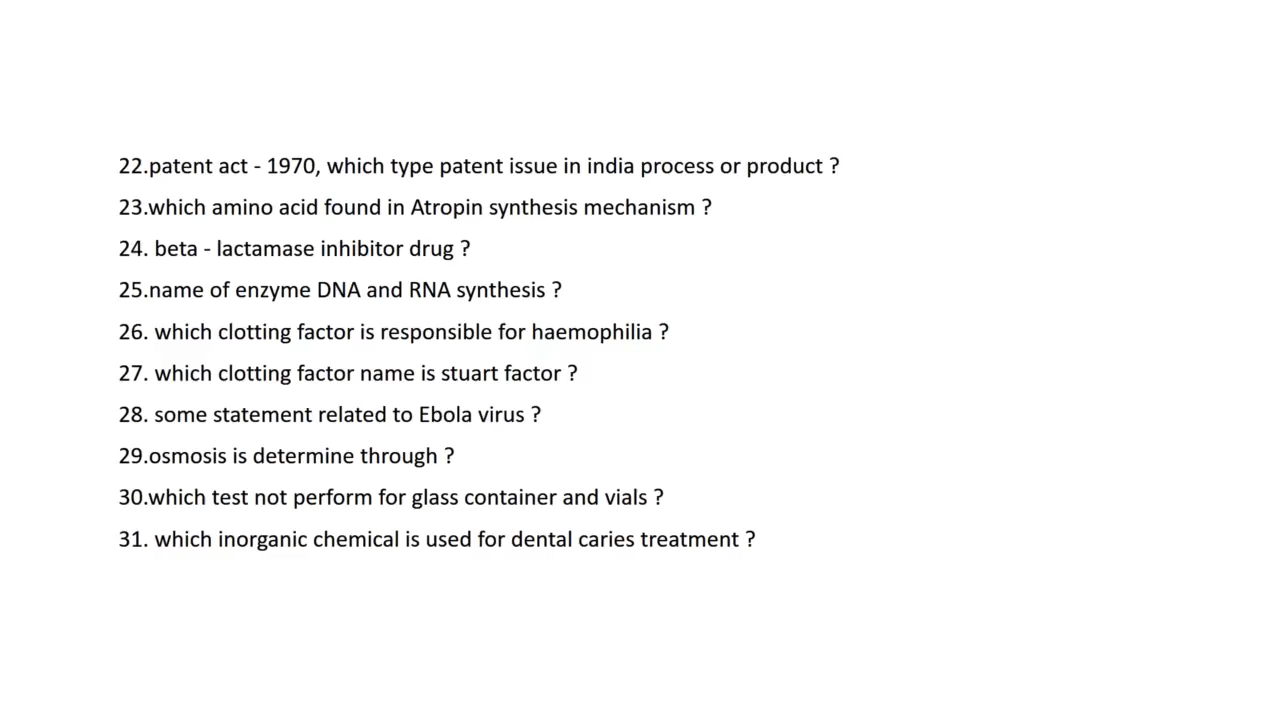 22.patent act - 1970, which type patent issue in india process or product ?
23.which amino acid found in Atropin synthesis mechanism ?
24. beta - lactamase inhibitor drug ?
25.name of enzyme DNA and RNA synthesis ?
26. which clotting factor is responsible for haemophilia ?
27. which clotting factor name is stuart factor ?
28. some statement related to Ebola virus ?
29.osmosis is determine through ?
30.which test not perform for glass container and vials ?
31. which inorganic chemical is used for dental caries treatment ?